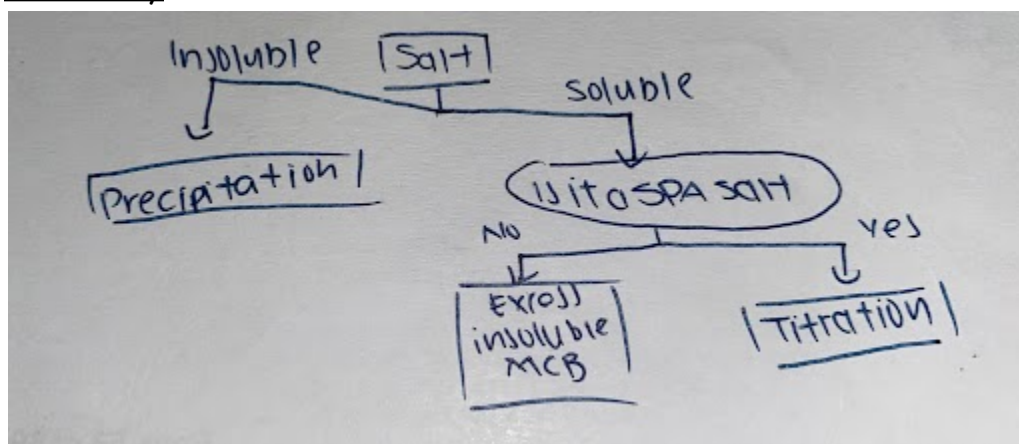 Insoluble
Salt
soluble
Precipitation
is it a SPA salt
No
Yes
Excess
insoluble
MCB
Titration